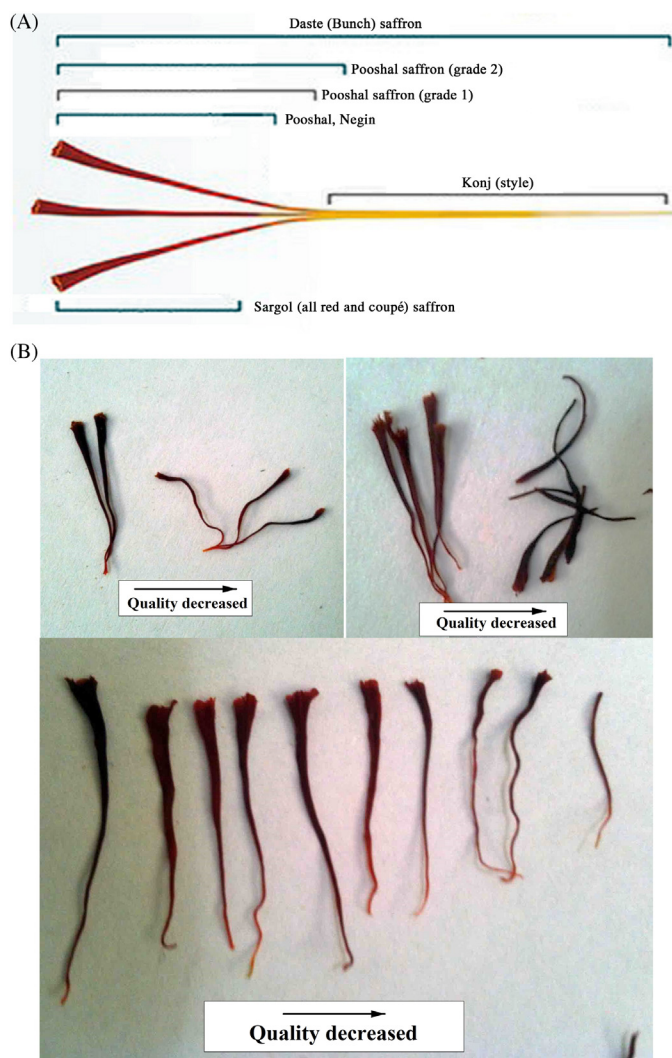 (A)
Daste (Bunch) saffron
Pooshal saffron (grade 2)
Pooshal saffron (grade 1)
Pooshal, Negin
Konj (style)
Sargol (all red and coupé) saffron
(B)
Quality decreased
Quality decreased
Quality decreased